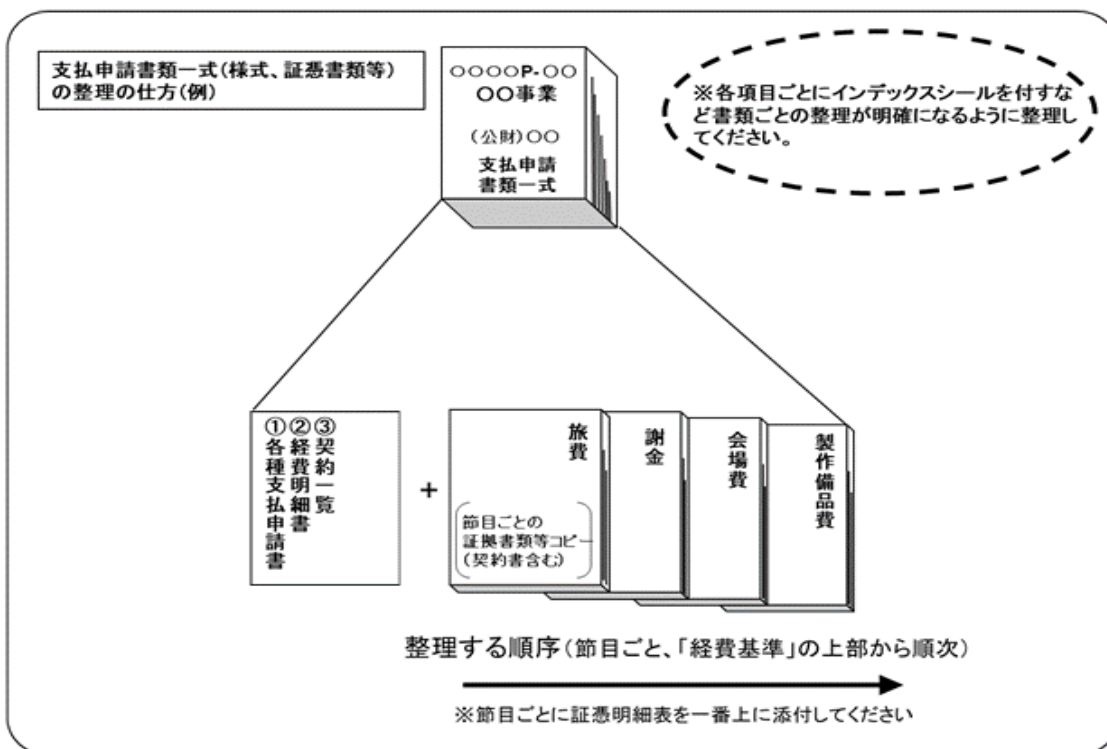 支払申請書類一式(様式、証憑書類等)
の整理の仕方(例)
○○○○P-○○
○○事業
(公財)○○
支払申請
書類一式
※各項目ごとにインデックスシールを付すな
ど書類ごとの整理が明確になるように整理し
てください。
①各種支払申請書
②経費明細書
③契約一覧
+
旅費
節目ごとの
証拠書類等コピー
(契約書含む)
謝金
会場費
製作備品費
整理する順序(節目ごと、「経費基準」の上部から順次)
※節目ごとに証憑明細表を一番上に添付してください